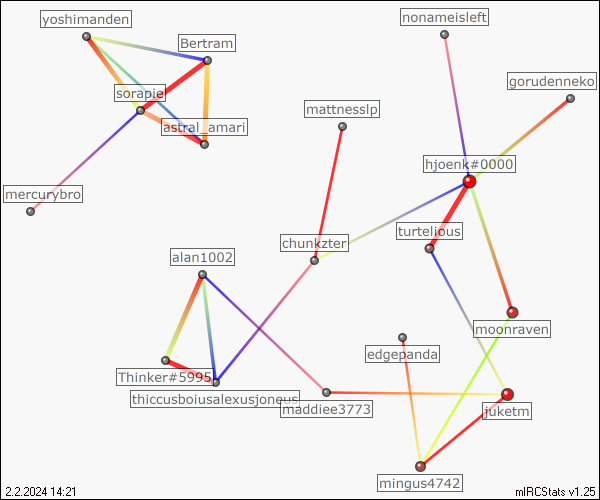 yoshimanden
nonameisleft
Bertram
gorudenneko
sorapie
mattnesslp
astral_amari
hjoenk#0000
mercurybro
turtelious
chunkzter
alan1002
moonraven
edgepanda
Thinker#5995
thiccusboiusalexusjoneus
maddiee3773
juketm
mingus4742
2.2.2024 14:21
mIRCStats v1.25